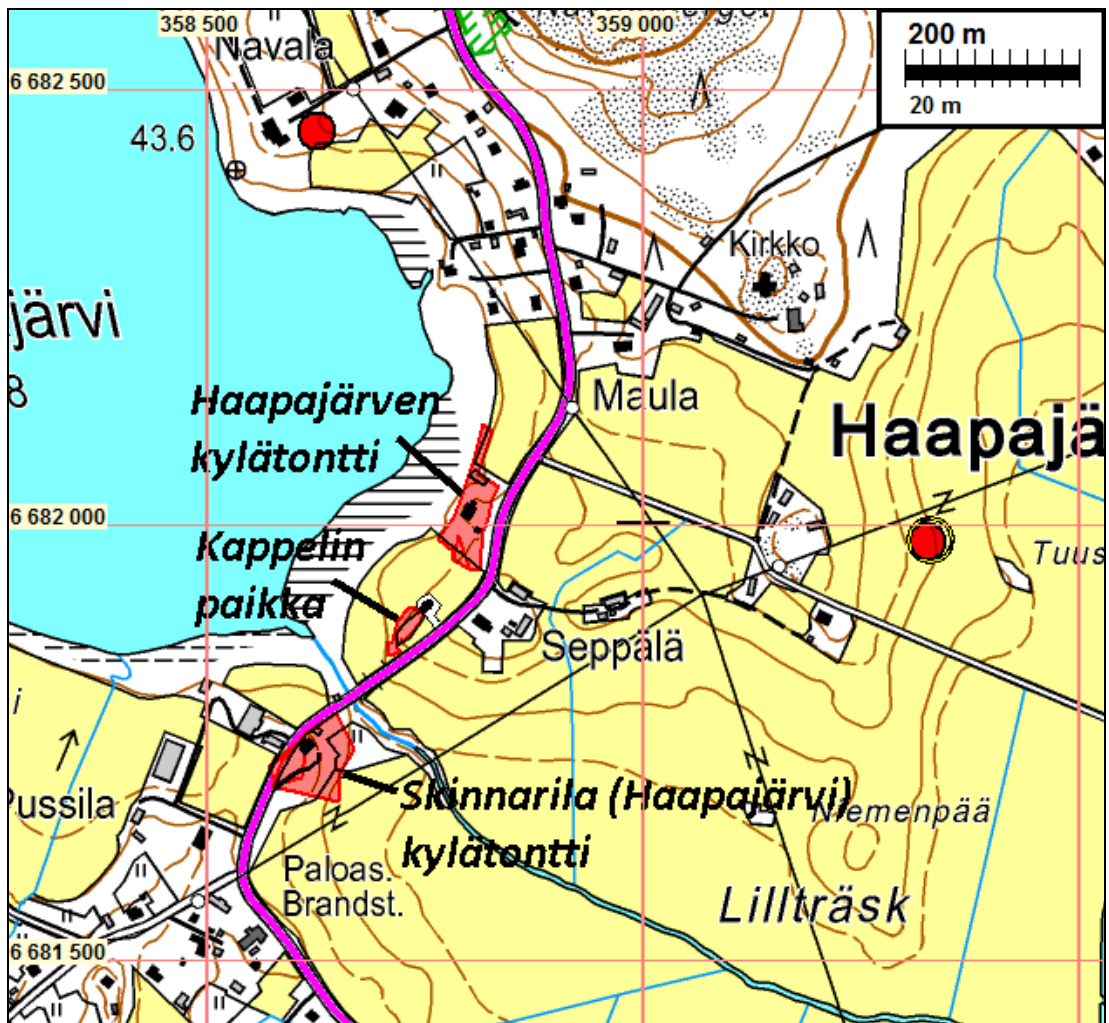 358 500
359 000
200 m
20 m
Navala
6 682 500
43.6
Kirkko
järvi
8
Haapajärven
kylätontti
Maula
Haapajä
6 682 000
Kappelin
paikka
Tuus
Seppälä
i
Pussila
Skinnarila (Haapajärvi)
kylätontti
Niemenpää
Paloas.
Brandst.
Lillträsk
6 681 500